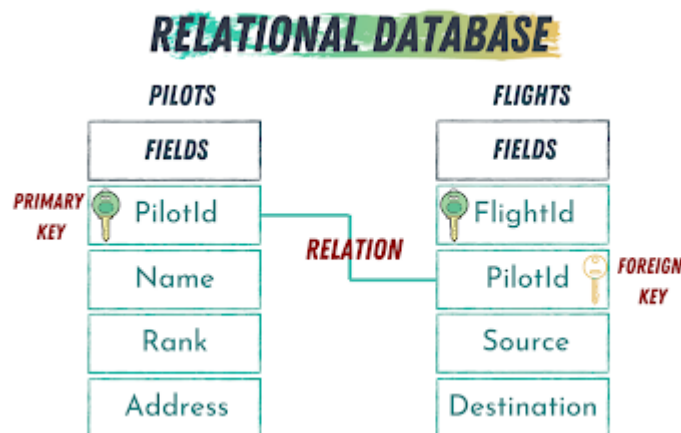 RELATIONAL DATABASE
PILOTS
FLIGHTS
FIELDS
FIELDS
PRIMARY
KEY
PilotId
FlightId
RELATION
Name
PilotId
FOREIGN
KEY
Rank
Source
Address
Destination